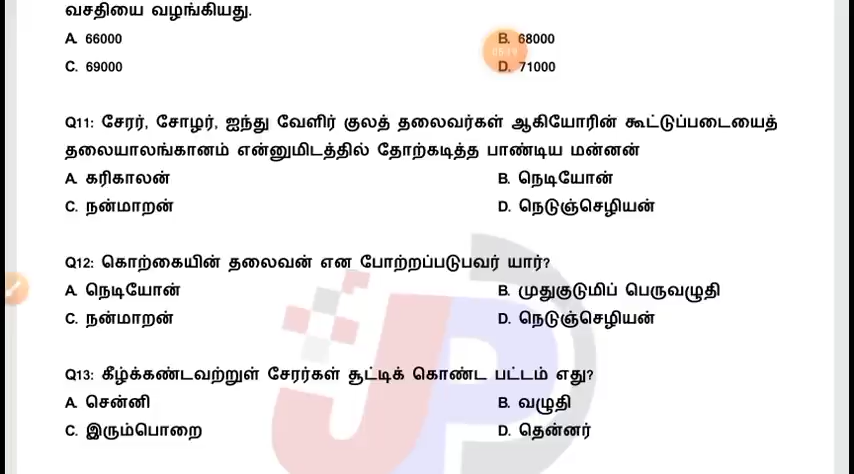 வசதியை வழங்கியது.
A. 66000
B. 68000
C. 69000
D. 71000
Q11: சேரர், சோழர், ஐந்து வேளிர் குலத் தலைவர்கள் ஆகியோரின் கூட்டுப்படையைத்
தலையாலங்கானம் என்னுமிடத்தில் தோற்கடித்த பாண்டிய மன்னன்
A. கரிகாலன்
B. நெடியோன்
C. நன்மாறன்
D. நெடுஞ்செழியன்
Q12: கொற்கையின் தலைவன் என போற்றப்படுபவர் யார்?
A. நெடியோன்
B. முதுகுடுமிப் பெருவழுதி
C. நன்மாறன்
D. நெடுஞ்செழியன்
Q13: கீழ்க்கண்டவற்றுள் சேரர்கள் சூட்டிக் கொண்ட பட்டம் எது?
A. சென்னி
B. வழுதி
C. இரும்பொறை
D. தென்னர்